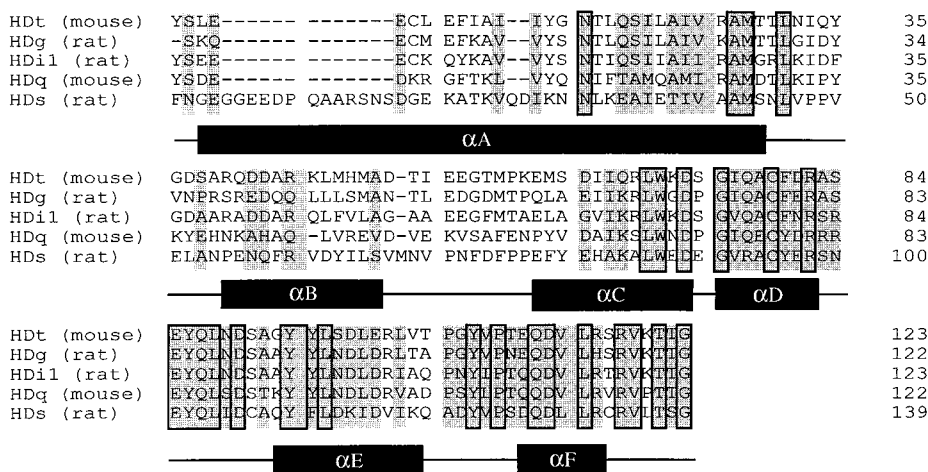 HDt (mouse) YSLE------ --------ECL EFIAI--IYG NTLQSILAIV RAMTTLNIQY 35
HDg (rat) -SKQ------ --------ECM EFKAV--VYS NTLQSILAIV KAMTTLGIDY 34
HDi1 (rat) YSEE------ --------ECK QYKAV--VYS NTIQSILAII RAMGRLKIDF 35
HDq (mouse) YSDE------ --------DKR GFTKL--VYQ NIFTAMQAMI RAMDTLKIPY 35
HDs (rat) FNGEGGEEDP QAARSNSDGE KATKVQDIKN NLKEAIETIV AAMSNLVPPV 50
αA
HDt (mouse) GDSARQDDAR KLMHMAD-TI EEGTMPKEMS DIIQRLWKDS GIQACFDRAS 84
HDg (rat) VNPRSREDQQ LLLSMAN-TL EDGDMTPQLA EIIKRLWGDP GIQACFERAS 83
HDi1 (rat) GDAARADDAR QLFVLAG-AA EEGFMTAELA GVIKRLWKDS GVQACFNRSR 84
HDq (mouse) KYEHNKAHAQ -LVREVD-VE KVSAFENPYV DAIKSLWNDP GIQECYDRRR 83
HDs (rat) ELANPENQFR VDYILSVMNV PNFDFPPEFY EHAKALWEDE GVRACYERSN 100
αB αC αD
HDt (mouse) EYQLNDSAGY YLSDLERLVT PGYVPTEQDV LRSRVKTTG 123
HDg (rat) EYQLNDSAAY YLNDLDRLTA PGYVPNEQDV LHSRVKTTG 122
HDi1 (rat) EYQLNDSAAY YLNDLDRIAQ PNYIPTQQDV LRTRVKTTG 123
HDq (mouse) EYQLSDSTKY YLNDLDRVAD PSYLPTQQDV LRVRVPTTG 122
HDs (rat) EYQLIDCAQY FLDKIDVIKQ ADYVPSDQDL LRCRVLTSG 139
αE αF